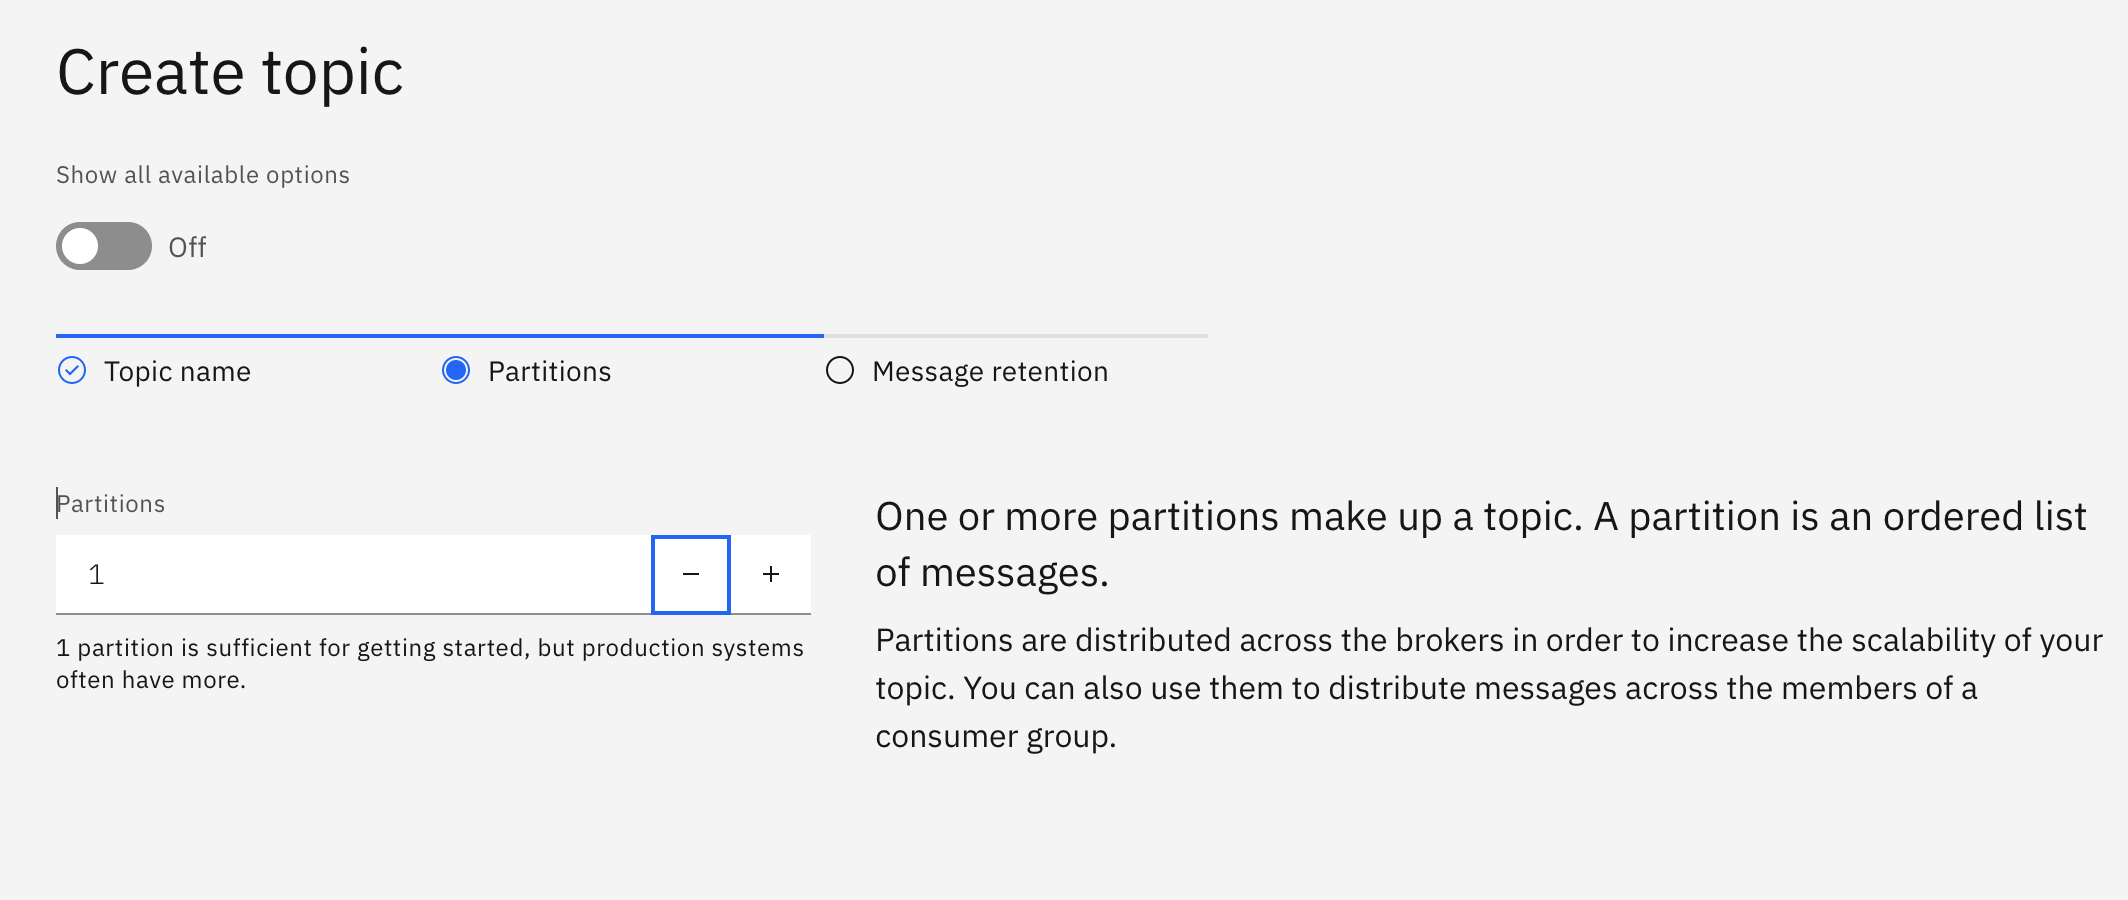 Create topic
Show all available options
Off
Topic name
Partitions
Message retention
Partitions
1
1 partition is sufficient for getting started, but production systems
often have more.
One or more partitions make up a topic. A partition is an ordered list
of messages.
Partitions are distributed across the brokers in order to increase the scalability of your
topic. You can also use them to distribute messages across the members of a
consumer group.